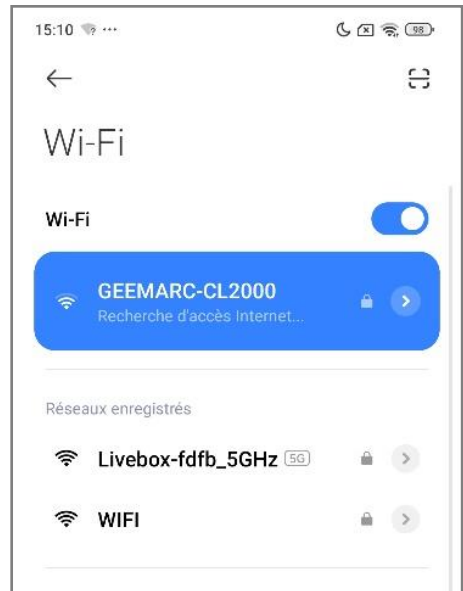 15:10 ... 98
Wi-Fi
Wi-Fi
GEEMARC-CL2000
Recherche d'accès Internet...
Réseaux enregistrés
Livebox-fdfb_5GHz 5G
WIFI